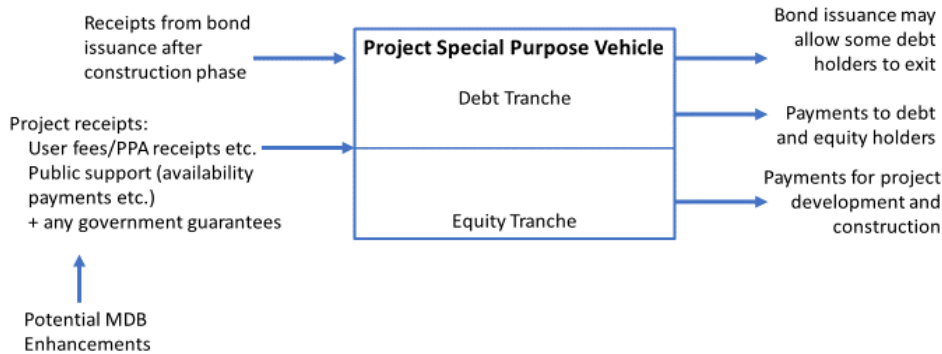 Receipts from bond
issuance after
construction phase
Project receipts:
User fees/PPA receipts etc.
Public support (availability
payments etc.)
+ any government guarantees
Potential MDB
Enhancements
Project Special Purpose Vehicle
Debt Tranche
Equity Tranche
Bond issuance may
allow some debt
holders to exit
Payments to debt
and equity holders
Payments for project
development and
construction